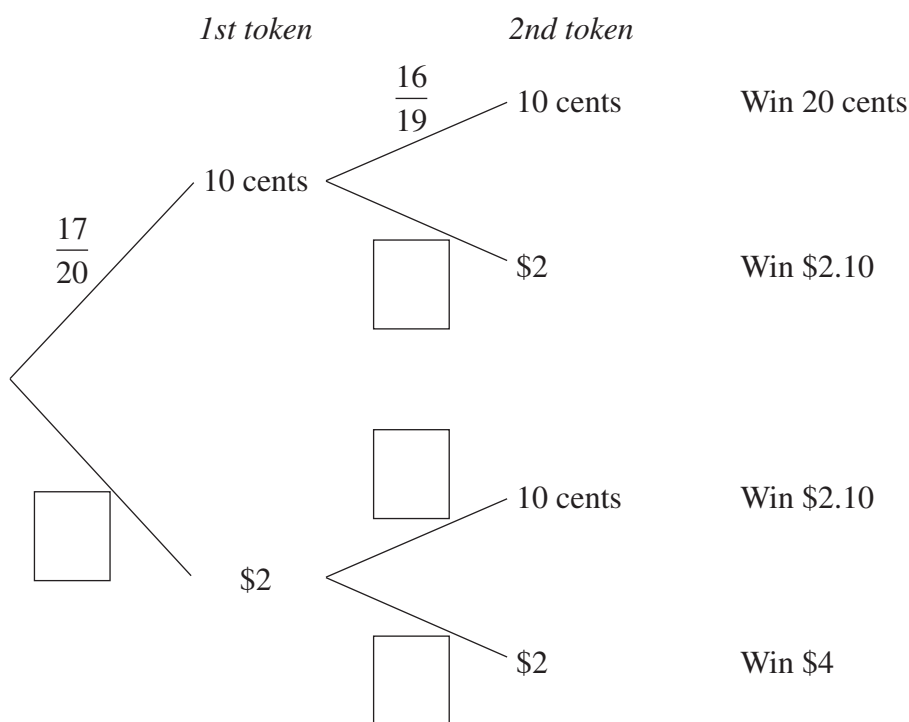 1st token 2nd token
16/19 10 cents Win 20 cents
10 cents
17/20
$2 Win $2.10
10 cents Win $2.10
$2
$2 Win $4